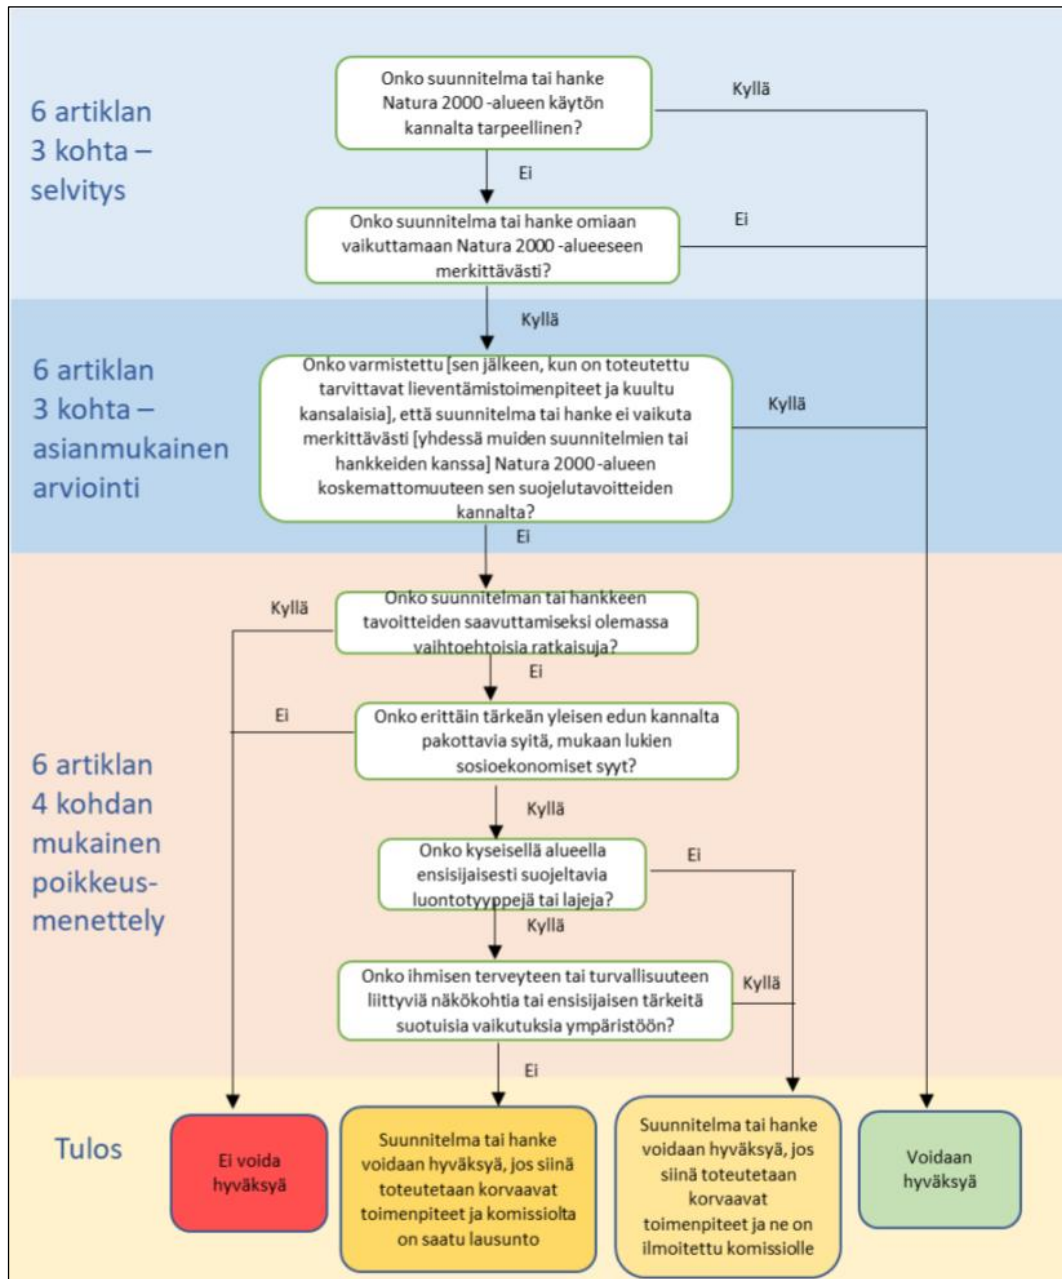 6 artiklan
3 kohta –
selvitys
Onko suunnitelma tai hanke
Natura 2000 -alueen käytön
kannalta tarpeellinen?
Kyllä
Ei
Onko suunnitelma tai hanke omiaan
vaikuttamaan Natura 2000 -alueeseen
merkittävästi?
Ei
Kyllä
6 artiklan
3 kohta –
asianmukainen
arviointi
Onko varmistettu [sen jälkeen, kun on toteutettu
tarvittavat lieventämistoimenpiteet ja kuultu
kansalaisia], että suunnitelma tai hanke ei vaikuta
merkittävästi [yhdessä muiden suunnitelmien tai
hankkeiden kanssa] Natura 2000 -alueen
koskemattomuuteen sen suojelutavoitteiden
kannalta?
Kyllä
Ei
6 artiklan
4 kohdan
mukainen
poikkeus-
menettely
Onko suunnitelman tai hankkeen
tavoitteiden saavuttamiseksi olemassa
vaihtoehtoisia ratkaisuja?
Kyllä
Ei
Onko erittäin tärkeän yleisen edun kannalta
pakottavia syitä, mukaan lukien
sosioekonomiset syyt?
Ei
Kyllä
Onko kyseisellä alueella
ensisijaisesti suojeltavia
luontotyyppejä tai lajeja?
Ei
Kyllä
Onko ihmisen terveyteen tai turvallisuuteen
liittyviä näkökohtia tai ensisijaisen tärkeitä
suotuisia vaikutuksia ympäristöön?
Kyllä
Ei
Tulos
Ei voida
hyväksyä
Suunnitelma tai hanke
voidaan hyväksyä, jos siinä
toteutetaan korvaavat
toimenpiteet ja komissiolta
on saatu lausunto
Suunnitelma tai hanke
voidaan hyväksyä, jos
siinä toteutetaan
korvaavat
toimenpiteet ja ne on
ilmoitettu komissiolle
Voidaan
hyväksyä